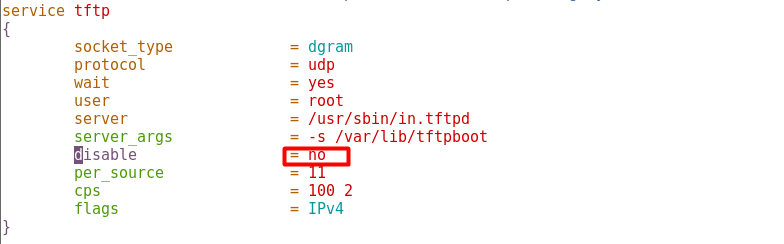 service tftp
{
socket_type = dgram
protocol = udp
wait = yes
user = root
server = /usr/sbin/in.tftpd
server_args = -s /var/lib/tftpboot
disable = no
per_source = 11
cps = 100 2
flags = IPv4
}